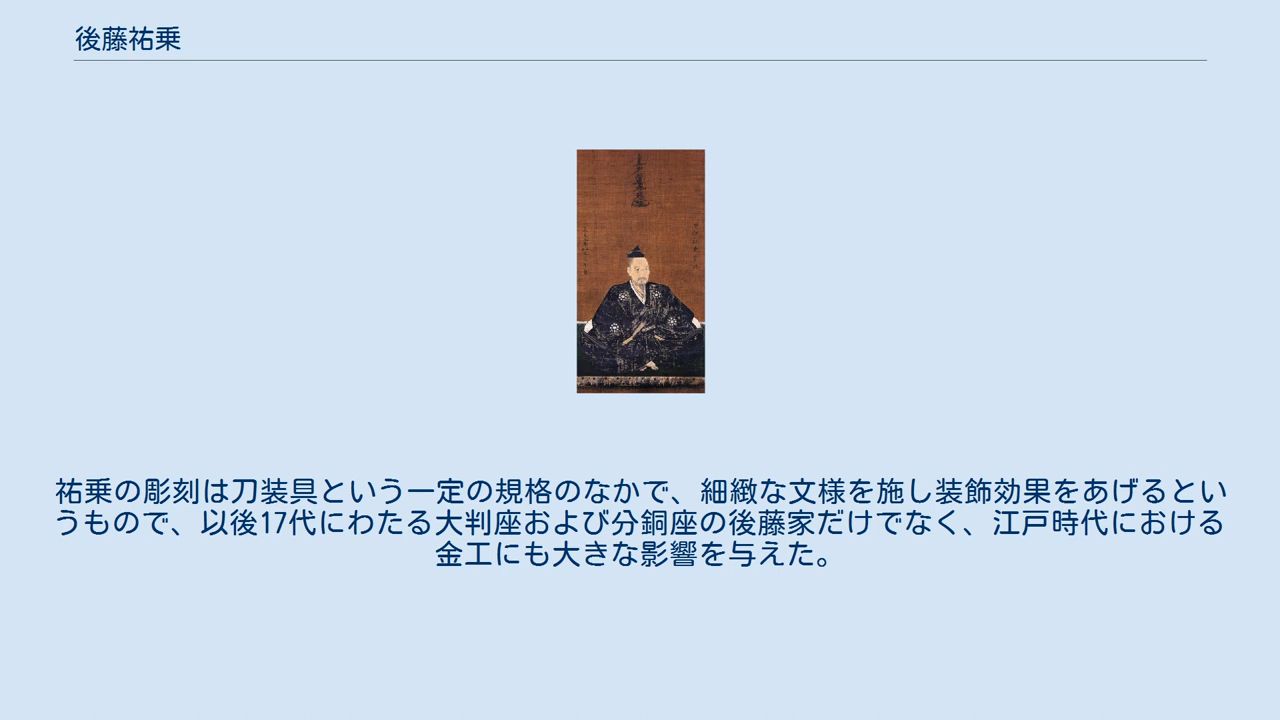 後藤祐乗
祐乗の彫刻は刀装具という一定の規格のなかで、細緻な文様を施し装飾効果をあげるとい
うもので、以後17代にわたる大判座および分銅座の後藤家だけでなく、江戸時代における
金工にも大きな影響を与えた。